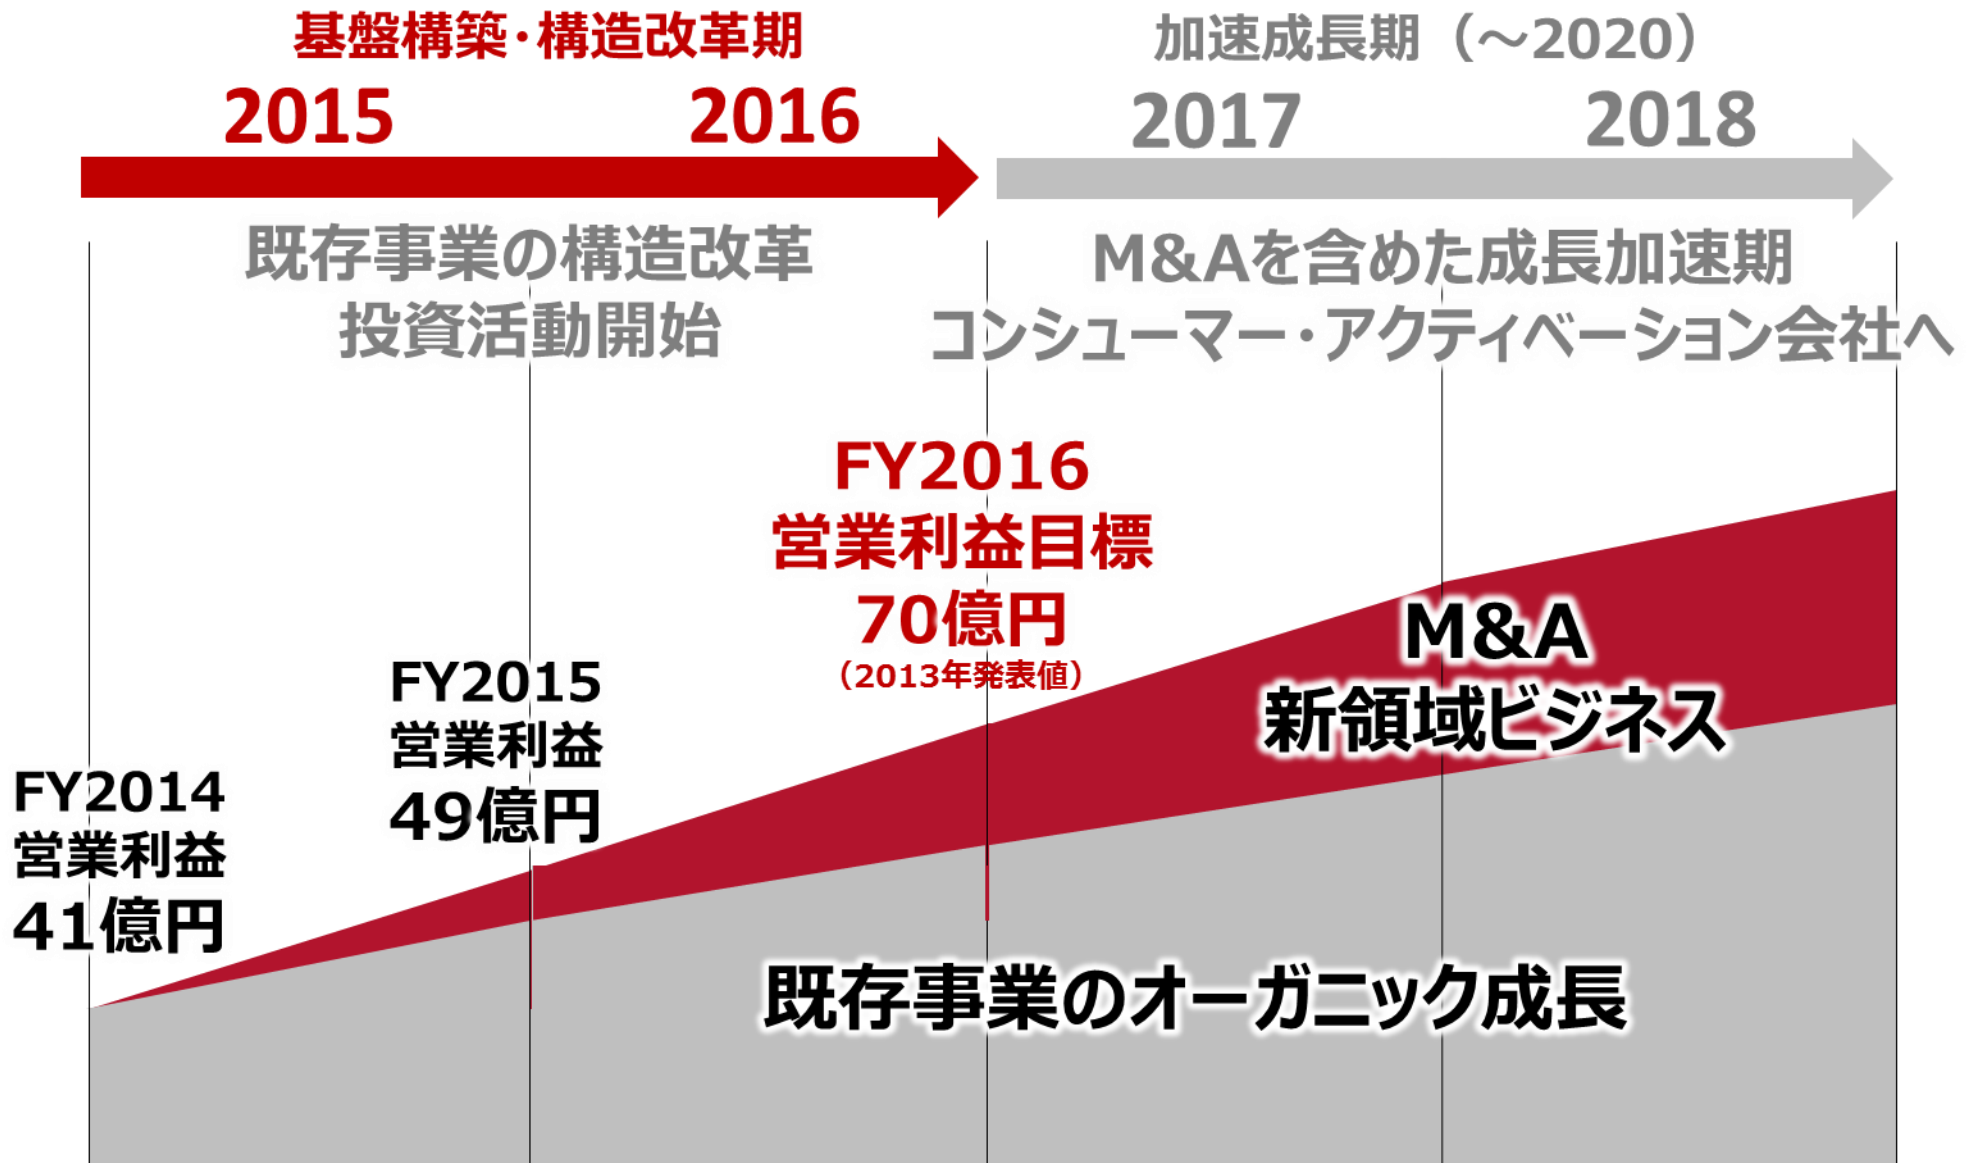 基盤構築・構造改革期
加速成長期（～2020）
2015
2016
2017
2018
既存事業の構造改革
投資活動開始
M&Aを含めた成長加速期
コンシューマー・アクティベーション会社へ
FY2016
営業利益目標
70億円
（2013年発表値）
FY2015
営業利益
49億円
FY2014
営業利益
41億円
M&A
新領域ビジネス
既存事業のオーガニック成長